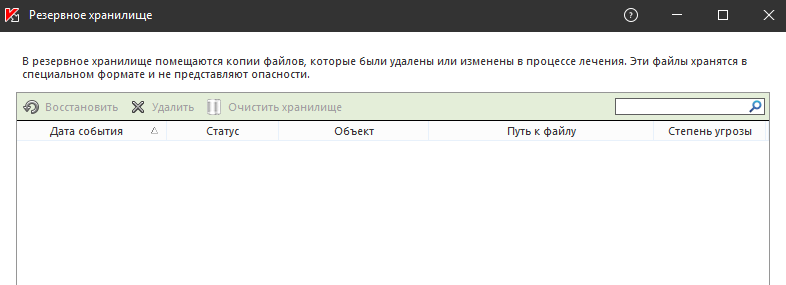 Резервное хранилище
В резервное хранилище помещаются копии файлов, которые были удалены или изменены в процессе лечения. Эти файлы хранятся в
специальном формате и не представляют опасности.
Восстановить Удалить Очистить хранилище
Дата события Статус Объект Путь к файлу Степень угрозы